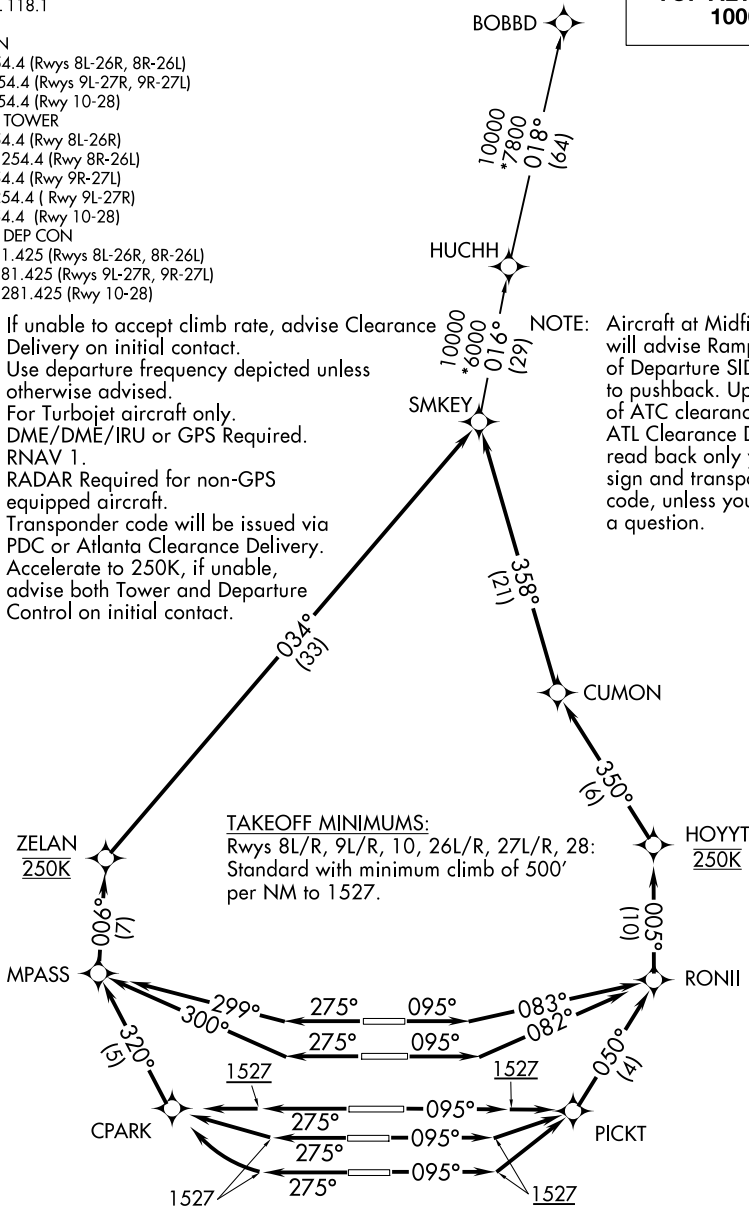 118.1
N
4.4 (Rwys 8L-26R, 8R-26L)
54.4 (Rwys 9L-27R, 9R-27L)
54.4 (Rwy 10-28)
TOWER
4.4 (Rwy 8L-26R)
254.4 (Rwy 8R-26L)
4.4 (Rwy 9R-27L)
54.4 ( Rwy 9L-27R)
4.4 (Rwy 10-28)
DEP CON
1.425 (Rwys 8L-26R, 8R-26L)
81.425 (Rwys 9L-27R, 9R-27L)
281.425 (Rwy 10-28)
BOBBD
10000
*7800
018°
(64)
HUCHH
10000
*6000
016°
(29)
SMKEY
If unable to accept climb rate, advise Clearance
Delivery on initial contact.
Use departure frequency depicted unless
otherwise advised.
For Turbojet aircraft only.
DME/DME/IRU or GPS Required.
RNAV 1.
RADAR Required for non-GPS
equipped aircraft.
Transponder code will be issued via
PDC or Atlanta Clearance Delivery.
Accelerate to 250K, if unable,
advise both Tower and Departure
Control on initial contact.
NOTE: Aircraft at Midfi
will advise Ramp
of Departure SID
to pushback. Up
of ATC clearanc
ATL Clearance D
read back only y
sign and transpo
code, unless you
a question.
034°
(33)
358°
(21)
CUMON
350°
(6)
ZELAN
250K
HOYYT
250K
TAKEOFF MINIMUMS:
Rwys 8L/R, 9L/R, 10, 26L/R, 27L/R, 28:
Standard with minimum climb of 500'
per NM to 1527.
006°
(7)
005°
(10)
MPASS
RONII
299° 275° 095° 083°
300° 275° 095° 082°
320°
(5)
050°
(4)
1527 1527
CPARK
PICKT
275° 095°
275° 095°
275° 095°
1527 1527